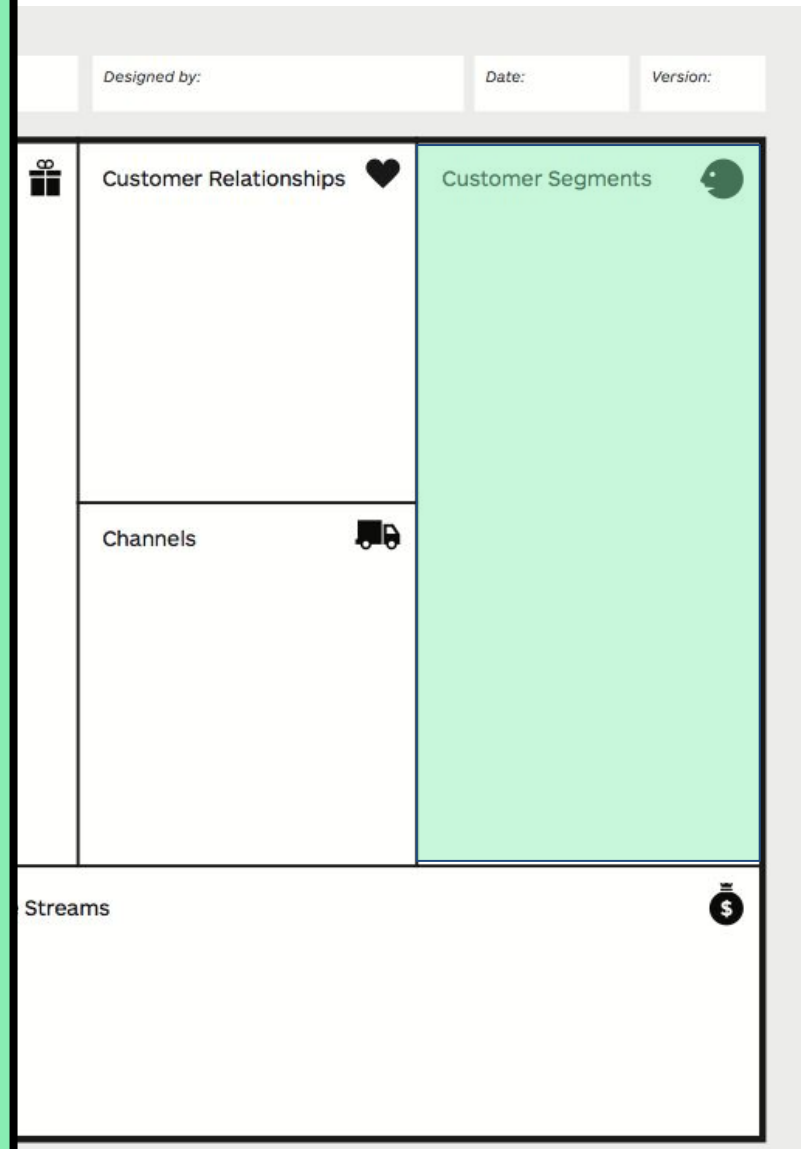 Designed by:
Date:
Version:
Customer Relationships
Customer Segments
Channels
Streams
$